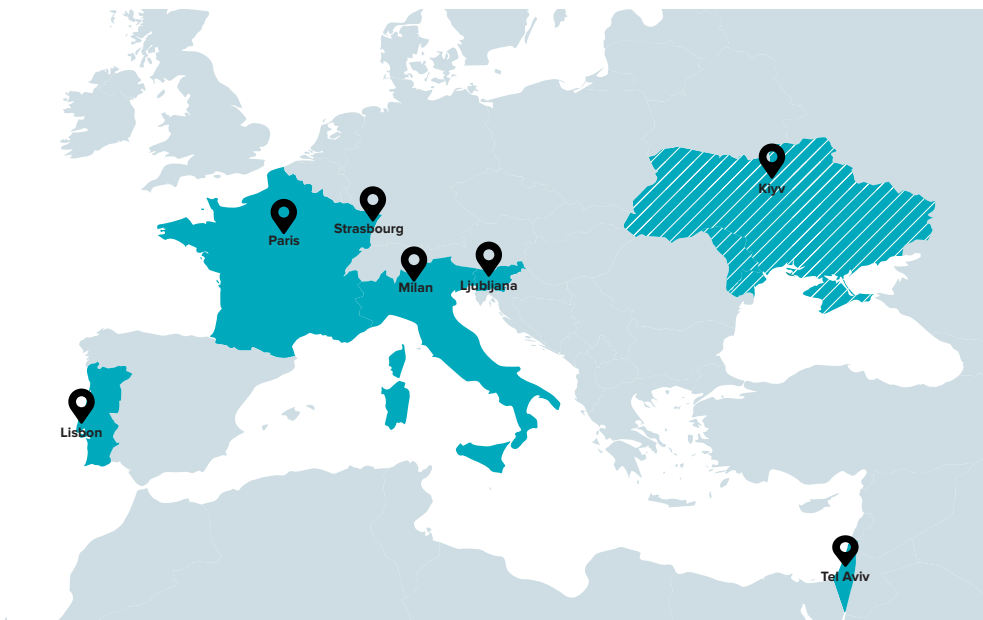 Kiyv
Strasbourg
Paris
Milan
Ljubljana
Lisbon
Tel Aviv